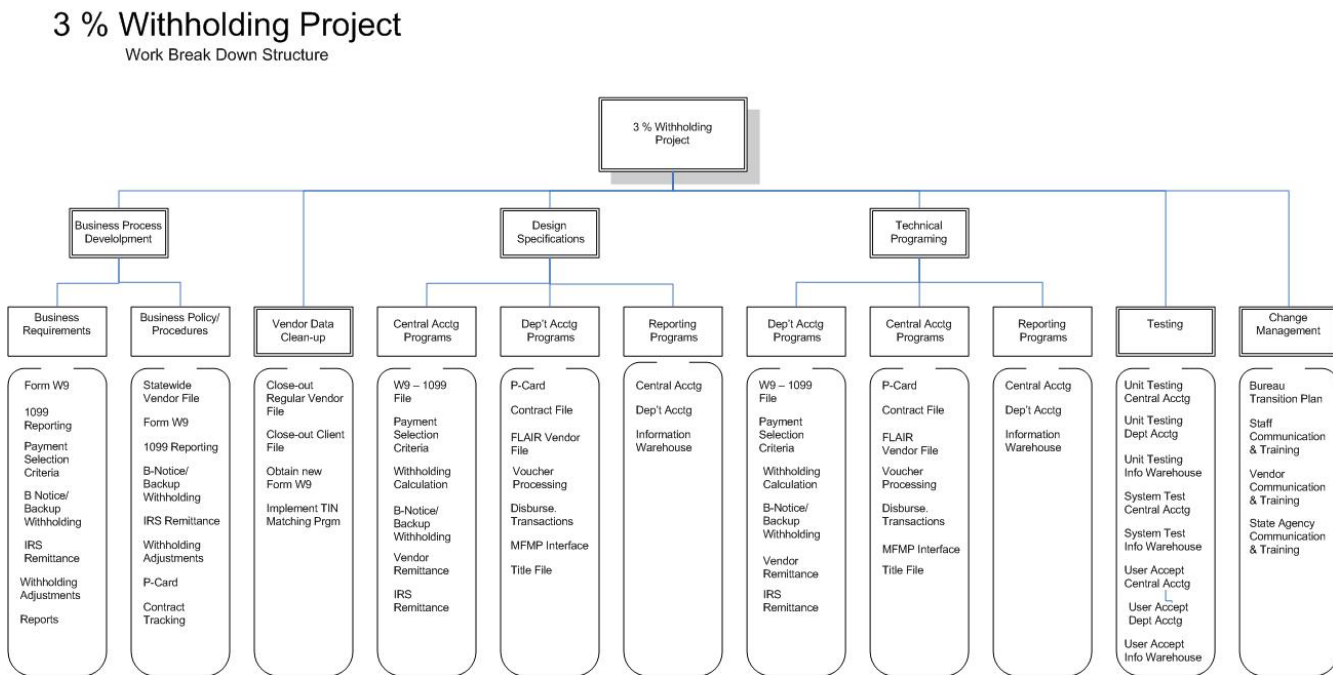 3 % Withholding Project
Work Break Down Structure
3 % Withholding
Project
Business Process
Develolpment
Design
Specifications
Technical
Programing
Business
Requirements
Business Policy/
Procedures
Vendor Data
Clean-up
Central Acctg
Programs
Dep't Acctg
Programs
Reporting
Programs
Dep't Acctg
Programs
Central Acctg
Programs
Reporting
Programs
Testing
Change
Management
Form W9
1099
Reporting
Payment
Selection
Criteria
B Notice/
Backup
Withholding
IRS
Remittance
Withholding
Adjustments
Reports
Statewide
Vendor File
Form W9
1099 Reporting
B-Notice/
Backup
Withholding
IRS Remittance
Withholding
Adjustments
P-Card
Contract
Tracking
Close-out
Regular Vendor
File
Close-out Client
File
Obtain new
Form W9
Implement TIN
Matching Prgm
W9 – 1099
File
Payment
Selection
Criteria
Withholding
Calculation
B-Notice/
Backup
Withholding
Vendor
Remittance
IRS
Remittance
P-Card
Contract File
FLAIR Vendor
File
Voucher
Processing
Disburse.
Transactions
MFMP Interface
Title File
Central Acctg
Dep't Acctg
Information
Warehouse
W9 – 1099
File
Payment
Selection
Criteria
Withholding
Calculation
B-Notice/
Backup
Withholding
Vendor
Remittance
IRS
Remittance
P-Card
Contract File
FLAIR
Vendor File
Voucher
Processing
Disburse.
Transactions
MFMP Interface
Title File
Central Acctg
Dep't Acctg
Information
Warehouse
Unit Testing
Central Acctg
Unit Testing
Dept Acctg
Unit Testing
Info Warehouse
System Test
Central Acctg
System Test
Info Warehouse
User Accept
Central Acctg
User Accept
Dept Acctg
User Accept
Info Warehouse
Bureau
Transition Plan
Staff
Communication
& Training
Vendor
Communication
& Training
State Agency
Communication
& Training